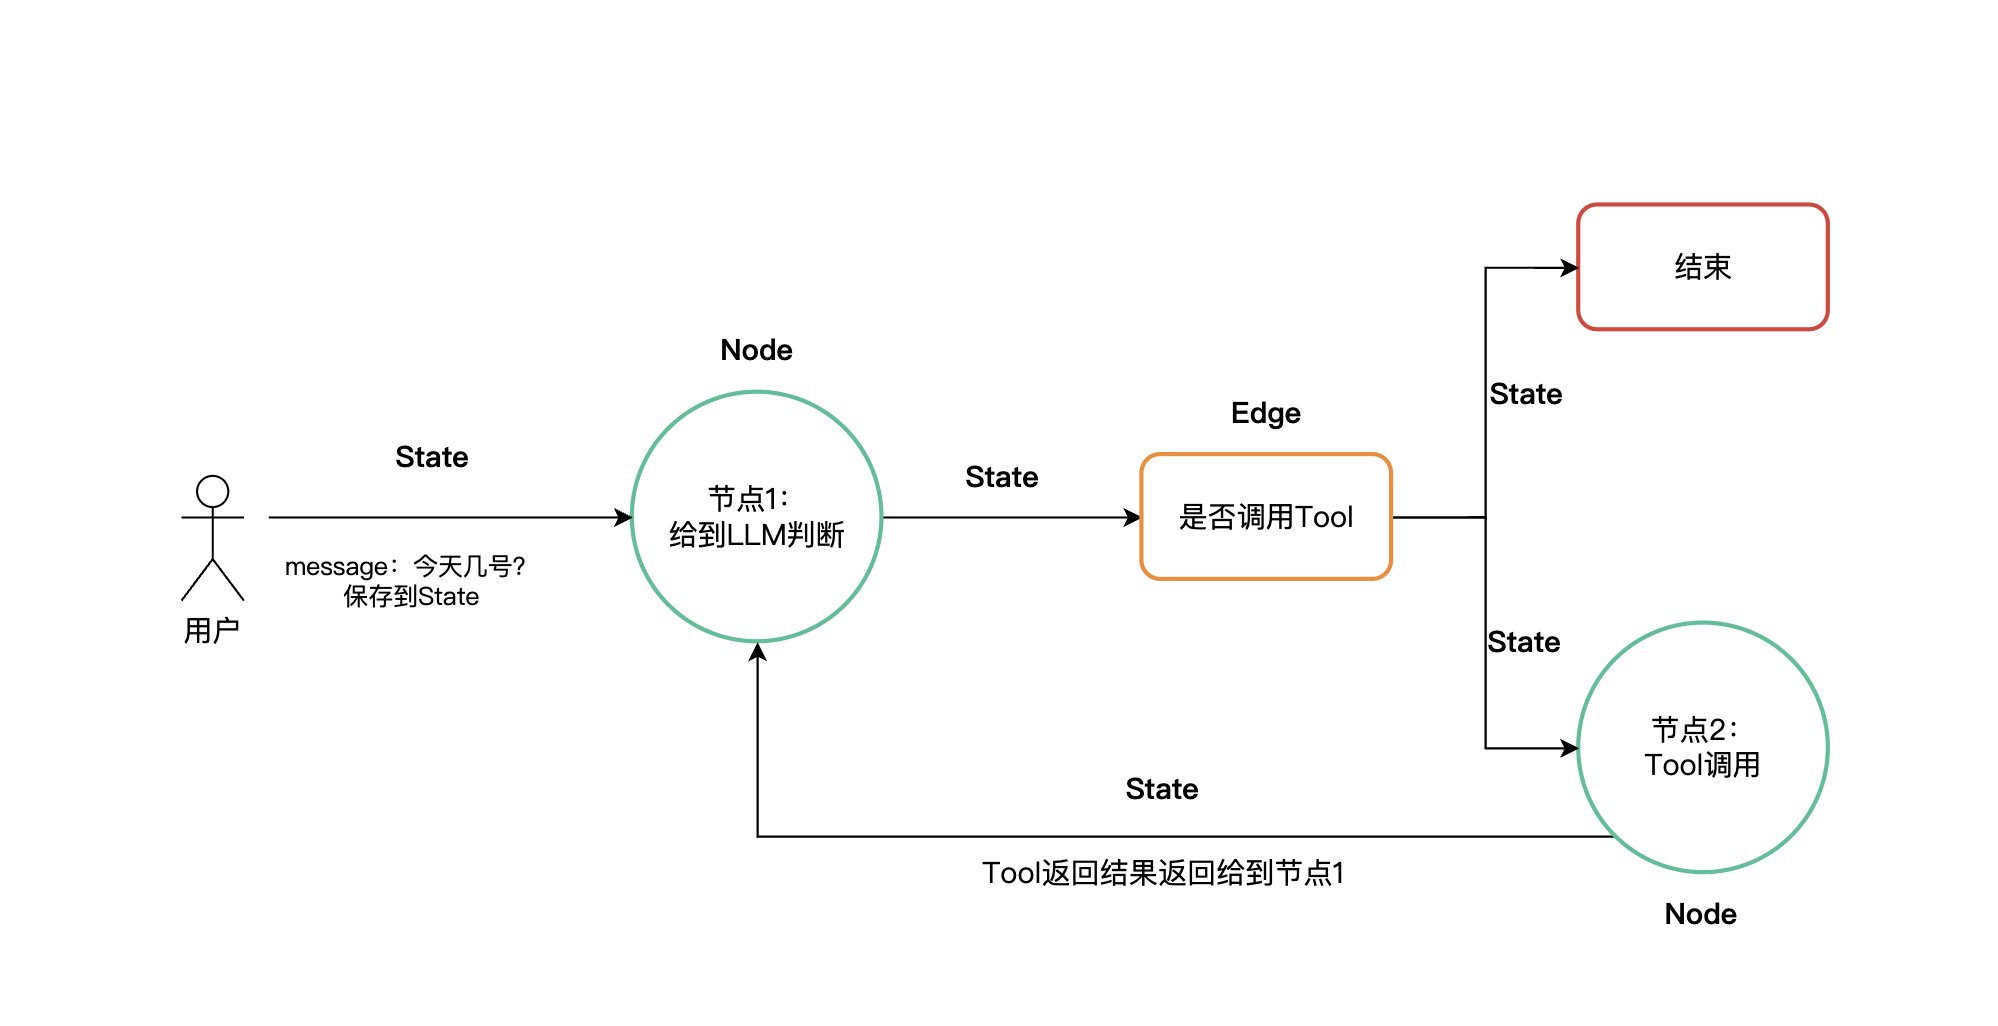 State
message：今天几号？
保存到State
用户
Node
节点1：
给到LLM判断
State
Edge
是否调用Tool
State
结束
State
节点2：
Tool调用
Node
State
Tool返回结果返回给到节点1